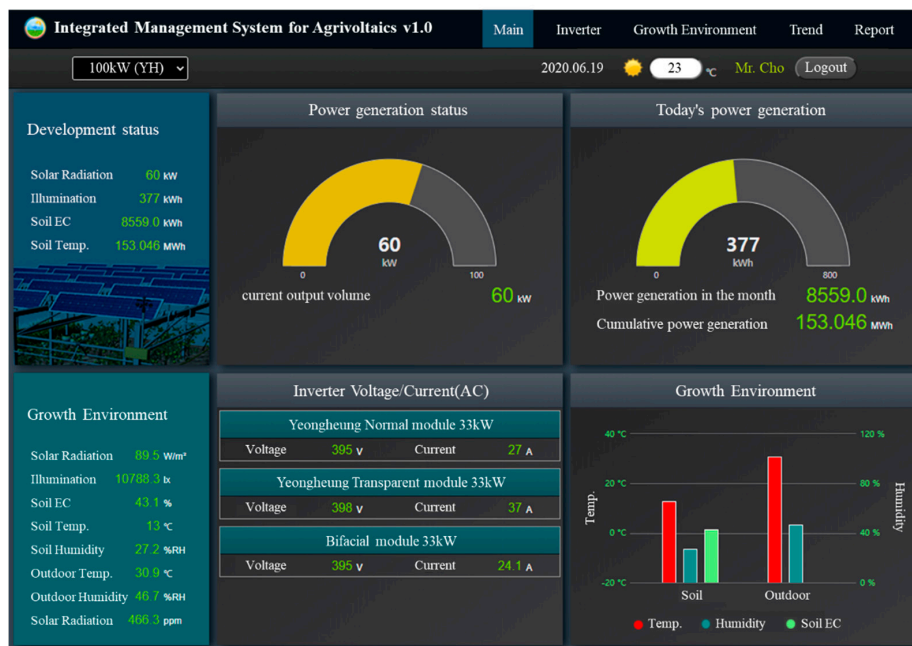 Integrated Management System for Agrivoltaics v1.0
Main Inverter Growth Environment Trend Report
100kW (YH)
2020.06.19 23 ℃ Mr. Cho Logout
Development status
Solar Radiation 60 kW
Illumination 377 kWh
Soil EC 8559.0 kWh
Soil Temp. 153.046 MWh
Power generation status
60
kW
0 100
current output volume 60 kW
Today's power generation
377
kWh
0 800
Power generation in the month 8559.0 kWh
Cumulative power generation 153.046 MWh
Growth Environment
Solar Radiation 89.5 W/m²
Illumination 10788.3 lx
Soil EC 43.1 %
Soil Temp. 13 ℃
Soil Humidity 27.2 %RH
Outdoor Temp. 30.9 ℃
Outdoor Humidity 46.7 %RH
Solar Radiation 466.3 ppm
Inverter Voltage/Current(AC)
Yeongheung Normal module 33kW
Voltage 395 V Current 27 A
Yeongheung Transparent module 33kW
Voltage 398 V Current 37 A
Bifacial module 33kW
Voltage 395 V Current 24.1 A
Growth Environment
40 ℃ 120 %
20 ℃ 80 %
0 ℃ 40 %
-20 ℃ 0 %
Temp.
Humidity
Soil Outdoor
Temp. Humidity Soil EC